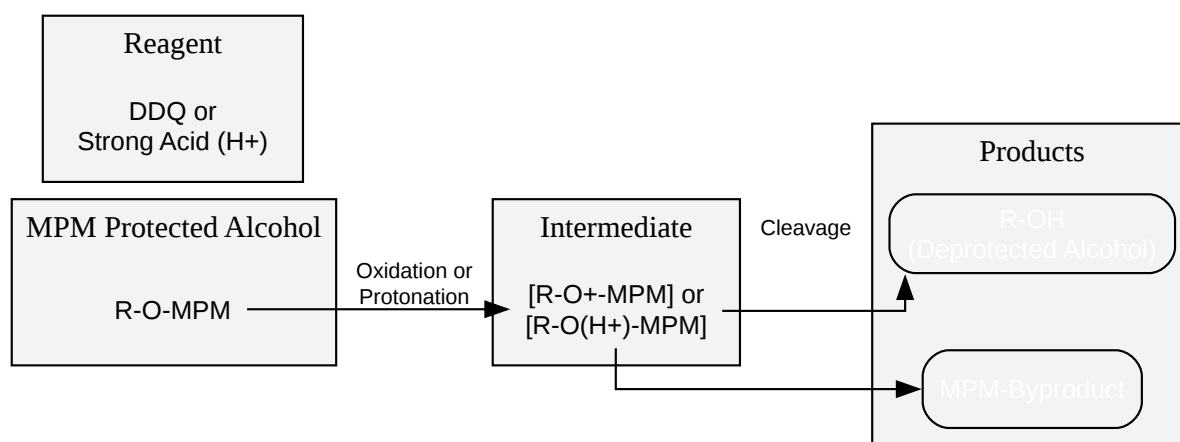 Reagent
DDQ or
Strong Acid (H+)
MPM Protected Alcohol
R-O-MPM
Oxidation or
Protonation
Intermediate
[R-O+-MPM] or
[R-O(H+)-MPM]
Cleavage
Products
R-OH
(Deprotected Alcohol)
MPM-Byproduct